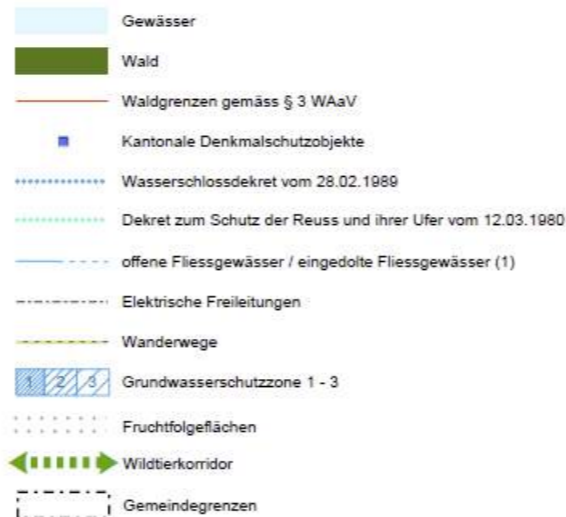 Gewässer
Wald
Waldgrenzen gemäss § 3 WAaV
Kantonale Denkmalschutzobjekte
Wasserschlossdekret vom 28.02.1989
Dekret zum Schutz der Reuss und ihrer Ufer vom 12.03.1980
offene Fliessgewässer / eingedolte Fliessgewässer (1)
Elektrische Freileitungen
Wanderwege
1 2 3 Grundwasserschutzzone 1 - 3
Fruchtfolgeflächen
Wildtierkorridor
Gemeindegrenzen